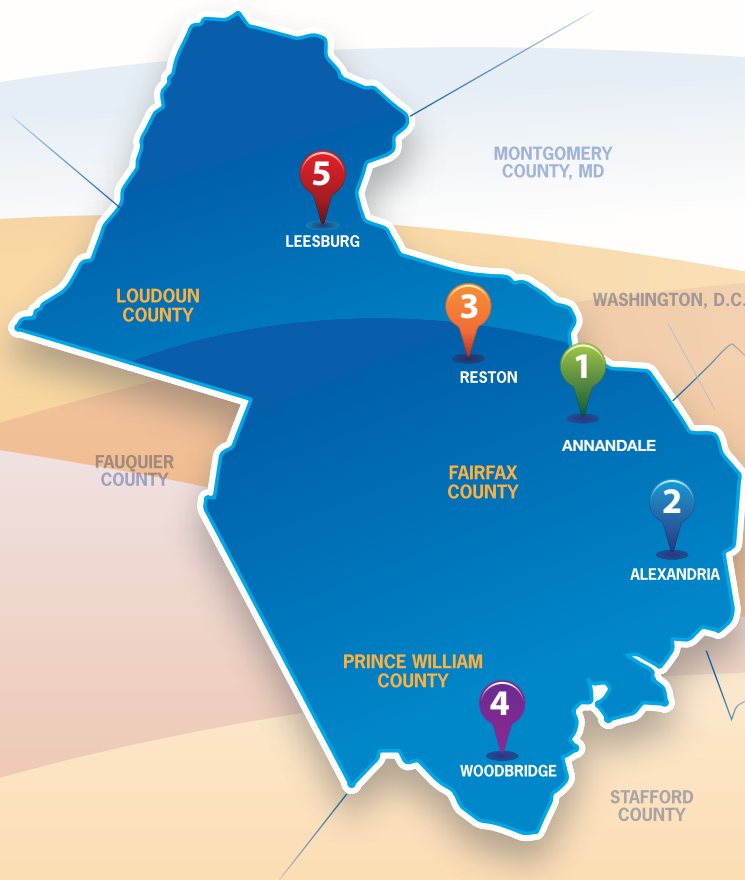 MONTGOMERY
COUNTY, MD
5
LEESBURG
LOUDOUN
COUNTY
WASHINGTON, D.C.
3
RESTON
1
ANNANDALE
FAUQUIER
COUNTY
FAIRFAX
COUNTY
2
ALEXANDRIA
PRINCE WILLIAM
COUNTY
4
WOODBRIDGE
STAFFORD
COUNTY